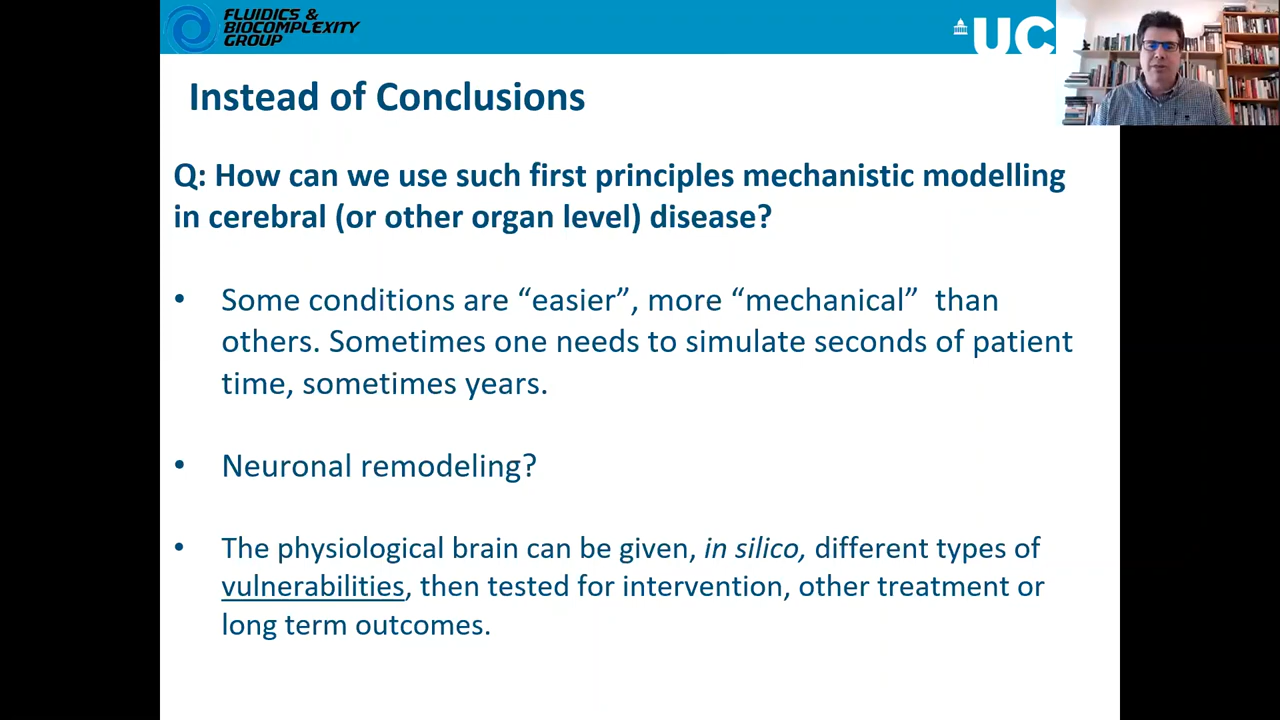 FLUIDICS &
BIOCOMPLEXITY
GROUP
UC
Instead of Conclusions
Q: How can we use such first principles mechanistic modelling
in cerebral (or other organ level) disease?
• Some conditions are “easier”, more “mechanical”  than
others. Sometimes one needs to simulate seconds of patient
time, sometimes years.
• Neuronal remodeling?
• The physiological brain can be given, in silico, different types of
vulnerabilities, then tested for intervention, other treatment or
long term outcomes.